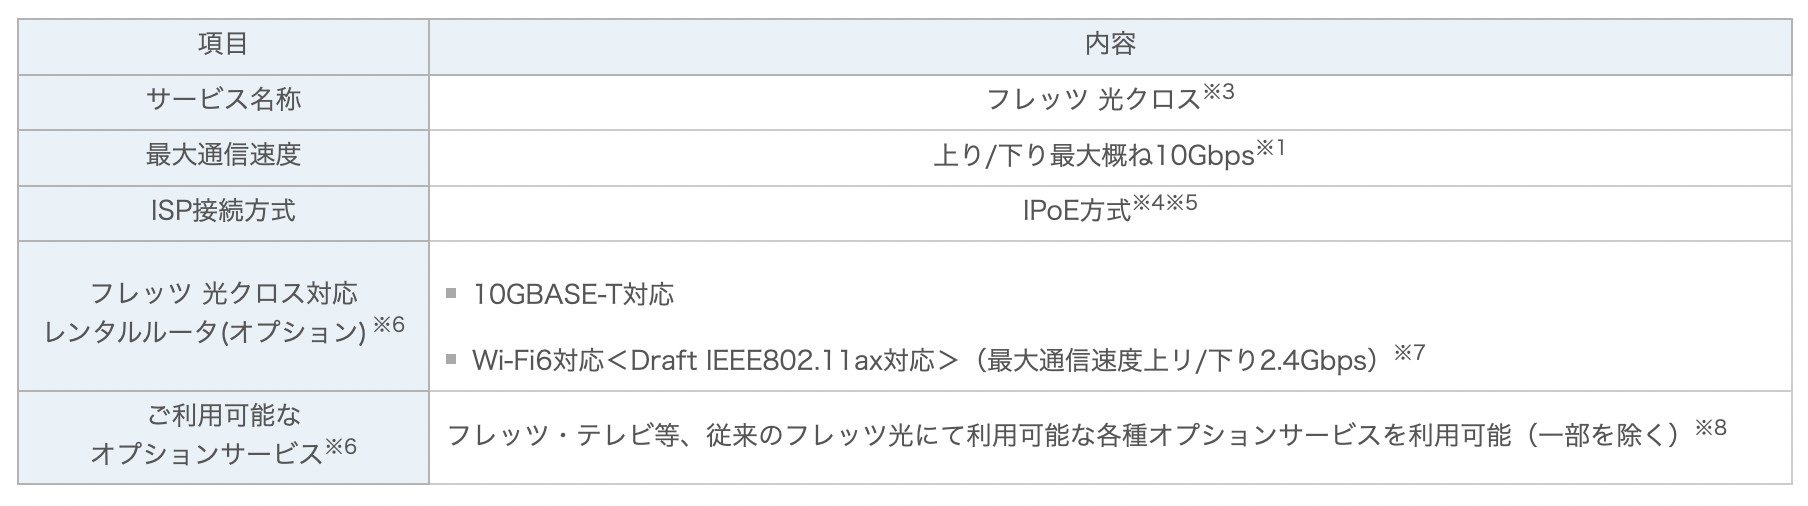 項目
内容
サービス名称
フレッツ 光クロス※3
最大通信速度
上り/下り最大概ね10Gbps※1
ISP接続方式
IPoE方式※4※5
フレッツ 光クロス対応
レンタルルータ(オプション) ※6
10GBASE-T対応
Wi-Fi6対応＜Draft IEEE802.11ax対応＞（最大通信速度上り/下り2.4Gbps）※7
ご利用可能な
オプションサービス※6
フレッツ・テレビ等、従来のフレッツ光にて利用可能な各種オプションサービスを利用可能（一部を除く）※8